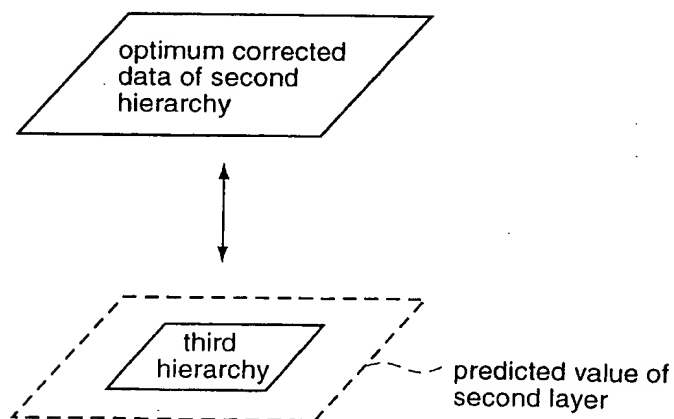 optimum corrected
data of second
hierarchy
third
hierarchy
predicted value of
second layer